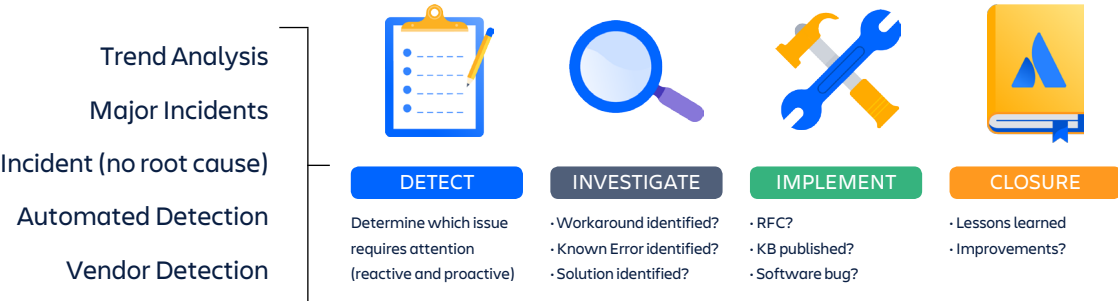 Trend Analysis
Major Incidents
Incident (no root cause)
Automated Detection
Vendor Detection
DETECT
Determine which issue
requires attention
(reactive and proactive)
INVESTIGATE
· Workaround identified?
· Known Error identified?
· Solution identified?
IMPLEMENT
· RFC?
· KB published?
· Software bug?
CLOSURE
· Lessons learned
· Improvements?